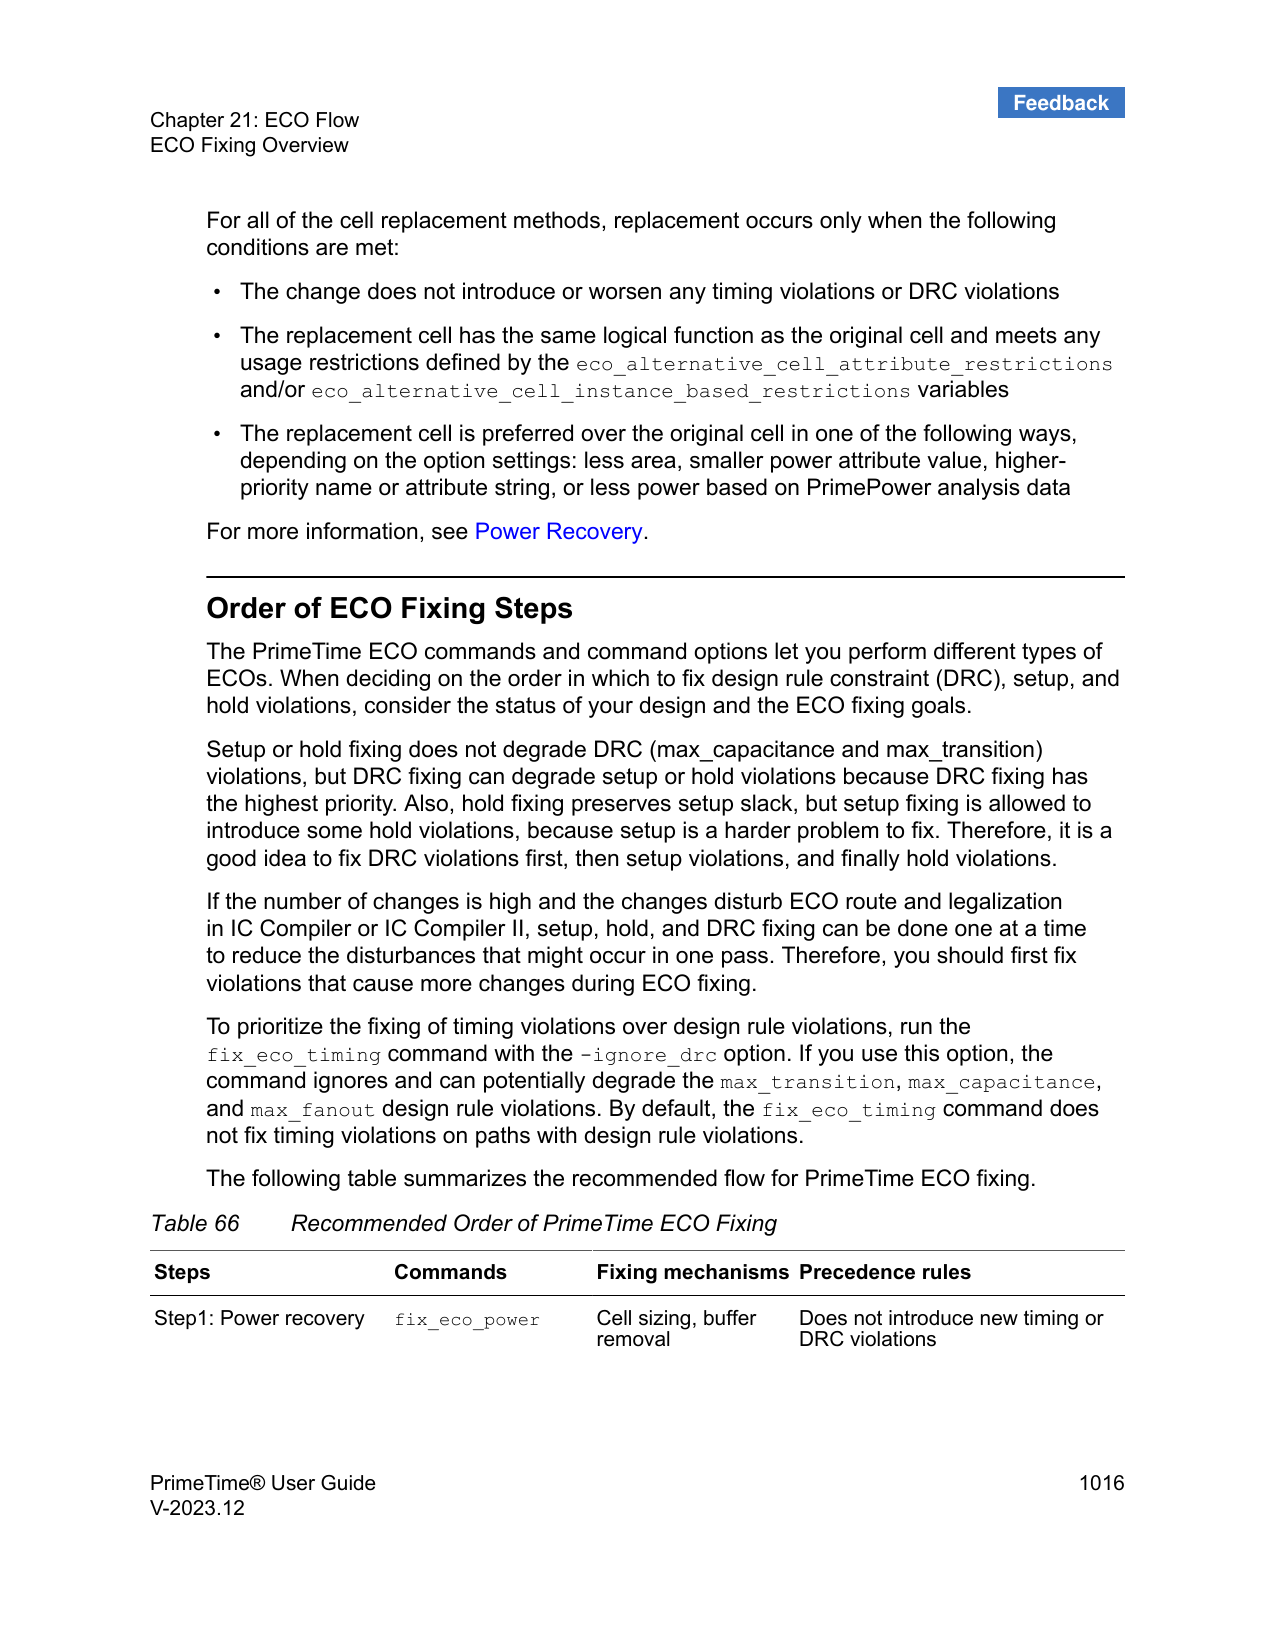 Feedback
Chapter 21: ECO Flow
ECO Fixing Overview
For all of the cell replacement methods, replacement occurs only when the following
conditions are met:
• The change does not introduce or worsen any timing violations or DRC violations
• The replacement cell has the same logical function as the original cell and meets any
usage restrictions defined by the eco_alternative_cell_attribute_restrictions
and/or eco_alternative_cell_instance_based_restrictions variables
• The replacement cell is preferred over the original cell in one of the following ways,
depending on the option settings: less area, smaller power attribute value, higher-
priority name or attribute string, or less power based on PrimePower analysis data
For more information, see Power Recovery.
Order of ECO Fixing Steps
The PrimeTime ECO commands and command options let you perform different types of
ECOs. When deciding on the order in which to fix design rule constraint (DRC), setup, and
hold violations, consider the status of your design and the ECO fixing goals.
Setup or hold fixing does not degrade DRC (max_capacitance and max_transition)
violations, but DRC fixing can degrade setup or hold violations because DRC fixing has
the highest priority. Also, hold fixing preserves setup slack, but setup fixing is allowed to
introduce some hold violations, because setup is a harder problem to fix. Therefore, it is a
good idea to fix DRC violations first, then setup violations, and finally hold violations.
If the number of changes is high and the changes disturb ECO route and legalization
in IC Compiler or IC Compiler II, setup, hold, and DRC fixing can be done one at a time
to reduce the disturbances that might occur in one pass. Therefore, you should first fix
violations that cause more changes during ECO fixing.
To prioritize the fixing of timing violations over design rule violations, run the
fix_eco_timing command with the -ignore_drc option. If you use this option, the
command ignores and can potentially degrade the max_transition, max_capacitance,
and max_fanout design rule violations. By default, the fix_eco_timing command does
not fix timing violations on paths with design rule violations.
The following table summarizes the recommended flow for PrimeTime ECO fixing.
Table 66 Recommended Order of PrimeTime ECO Fixing
Steps Commands Fixing mechanisms Precedence rules
Step1: Power recovery fix_eco_power Cell sizing, buffer Does not introduce new timing or
removal DRC violations
PrimeTime® User Guide 1016
V-2023.12